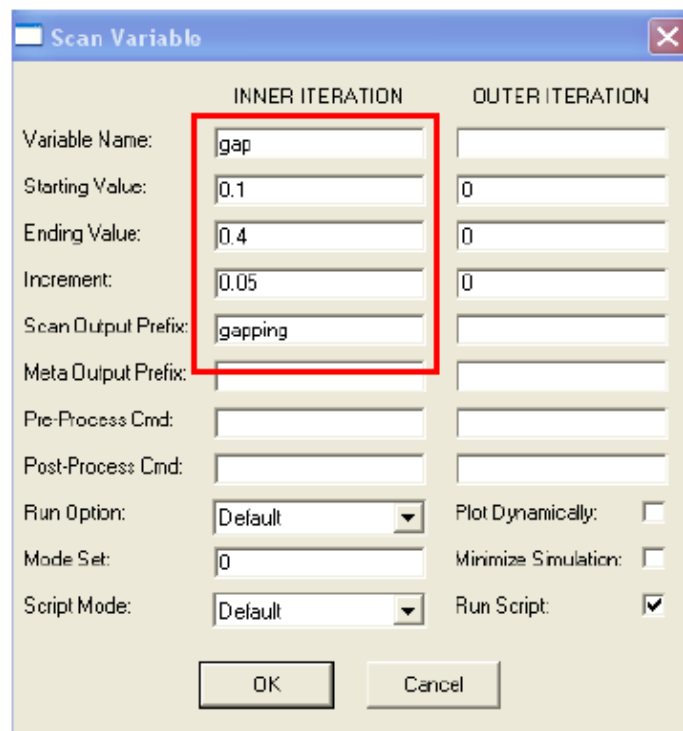 Scan Variable
INNER ITERATION OUTER ITERATION
Variable Name: gap
Starting Value: 0.1 0
Ending Value: 0.4 0
Increment: 0.05 0
Scan Output Prefix: gapping
Meta Output Prefix:
Pre-Process Cmd:
Post-Process Cmd:
Run Option: Default Plot Dynamically:
Mode Set: 0 Minimize Simulation:
Script Mode: Default Run Script:
OK Cancel